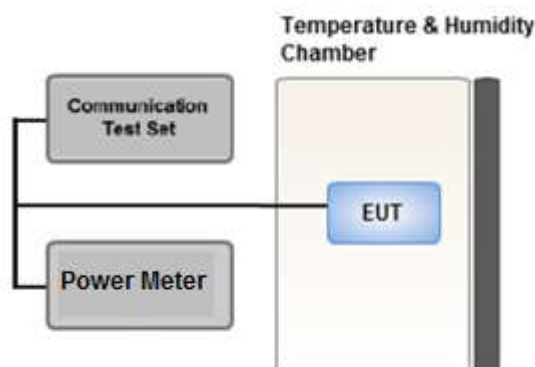 Temperature & Humidity
Chamber
Communication
Test Set
EUT
Power Meter